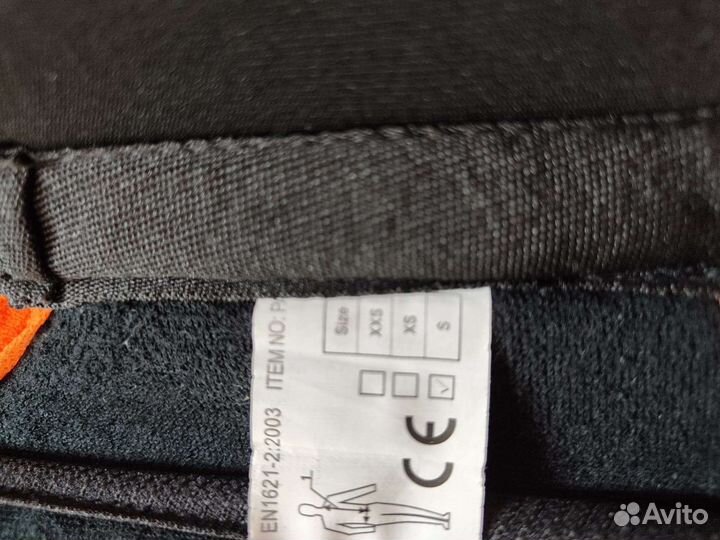 EN1621-2:2003 ITEM NO: P
Size
XXS
XS
S
CE
Avito